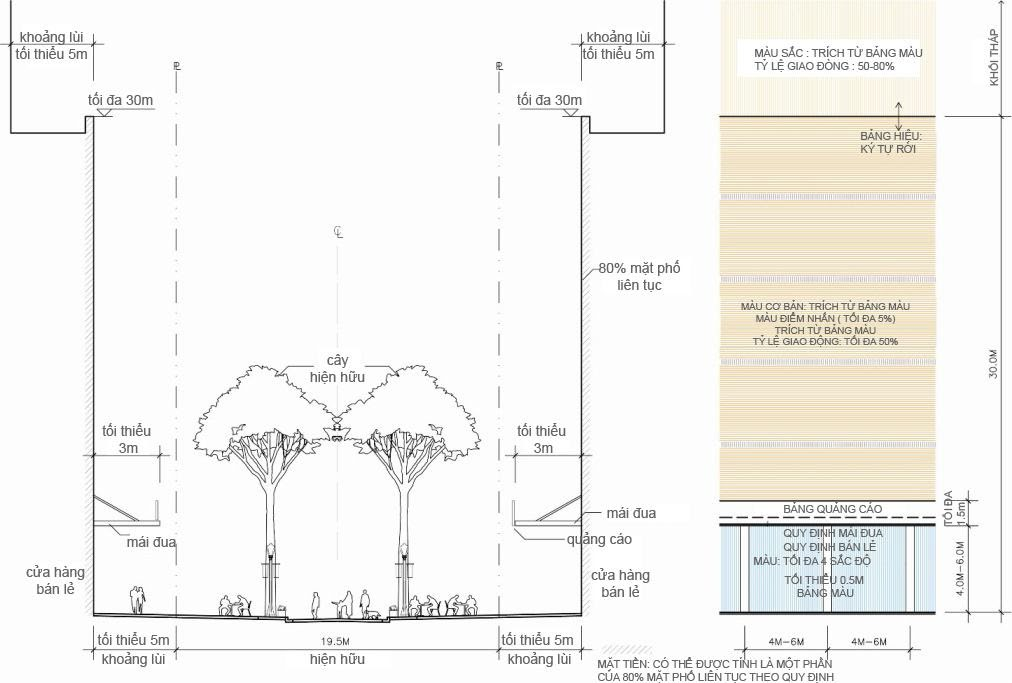 khoảng lùi
tối thiểu 5m
khoảng lùi
tối thiểu 5m
tối đa 30m
tối đa 30m
80% mặt phố
liên tục
cây
hiện hữu
tối thiểu
3m
tối thiểu
3m
mái đua
mái đua
quảng cáo
cửa hàng
bán lẻ
cửa hàng
bán lẻ
tối thiểu 5m
khoảng lùi
19.5M
hiện hữu
tối thiểu 5m
khoảng lùi
MÀU SẮC : TRÍCH TỪ BẢNG MÀU
TỶ LỆ GIAO ĐỘNG : 50-80%
KHỐI THÁP
BẢNG HIỆU:
KÝ TỰ RỜI
MÀU CƠ BẢN: TRÍCH TỪ BẢNG MÀU
MÀU ĐIỂM NHẤN ( TỐI ĐA 5%)
TRÍCH TỪ BẢNG MÀU
TỶ LỆ GIAO ĐỘNG: TỐI ĐA 50%
30.0M
BẢNG QUẢNG CÁO
TỐI ĐA
1.5m
QUY ĐỊNH MÁI ĐUA
QUY ĐỊNH BÁN LẺ
MÀU: TỐI ĐA 4 SẮC ĐỘ
TỐI THIỂU 0.5M
BẢNG MÀU
4.0M-6.0M
4M-6M
4M-6M
MẶT TIỀN: CÓ THỂ ĐƯỢC TÍNH LÀ MỘT PHẦN
CỦA 80% MẶT PHỐ LIÊN TỤC THEO QUY ĐỊNH